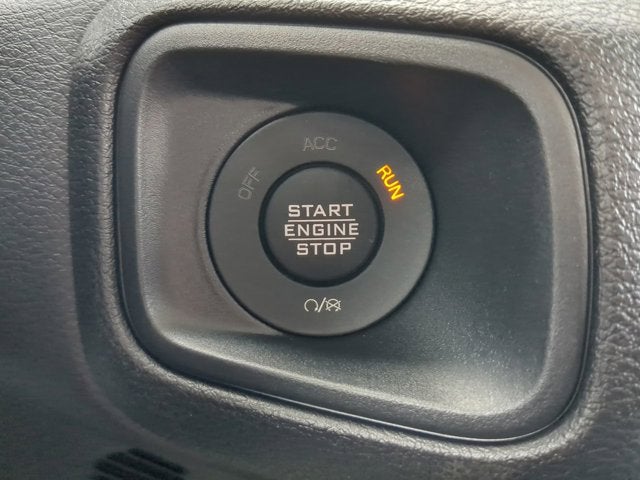 ACC
OFF
RUN
START
ENGINE
STOP